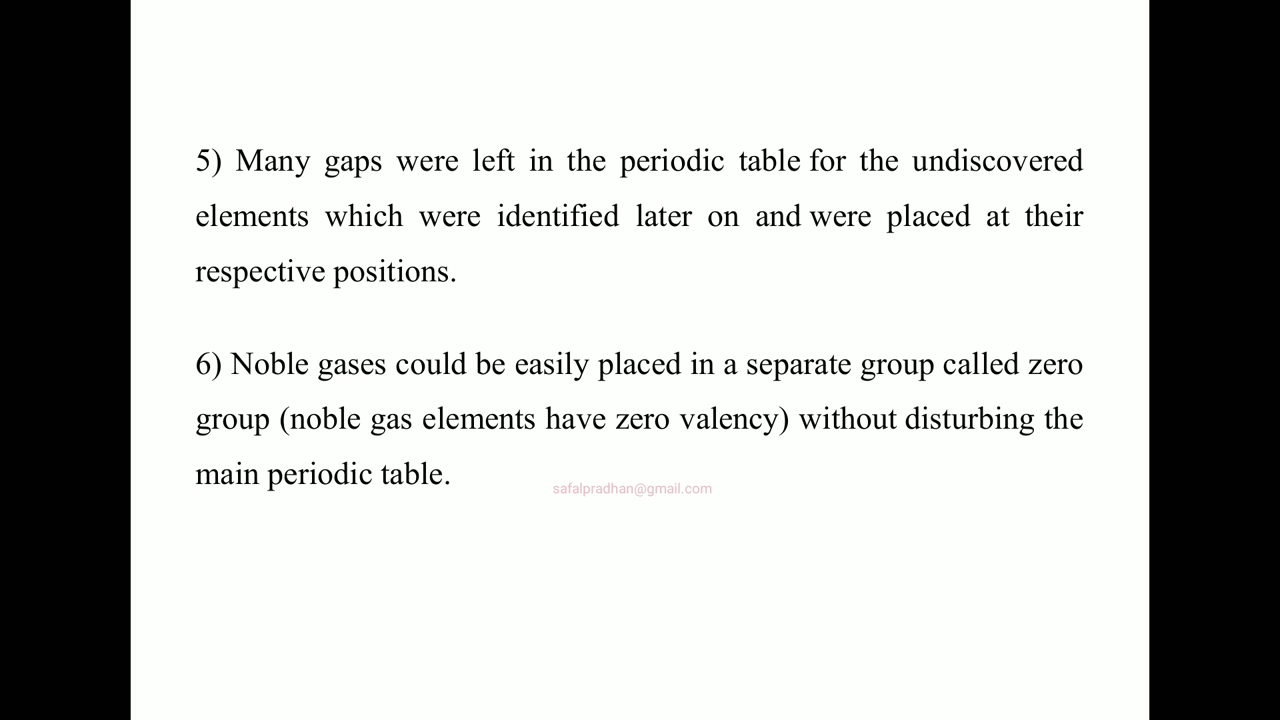 5) Many gaps were left in the periodic table for the undiscovered
elements which were identified later on and were placed at their
respective positions.
6) Noble gases could be easily placed in a separate group called zero
group (noble gas elements have zero valency) without disturbing the
main periodic table.
safalpradhan@gmail.com